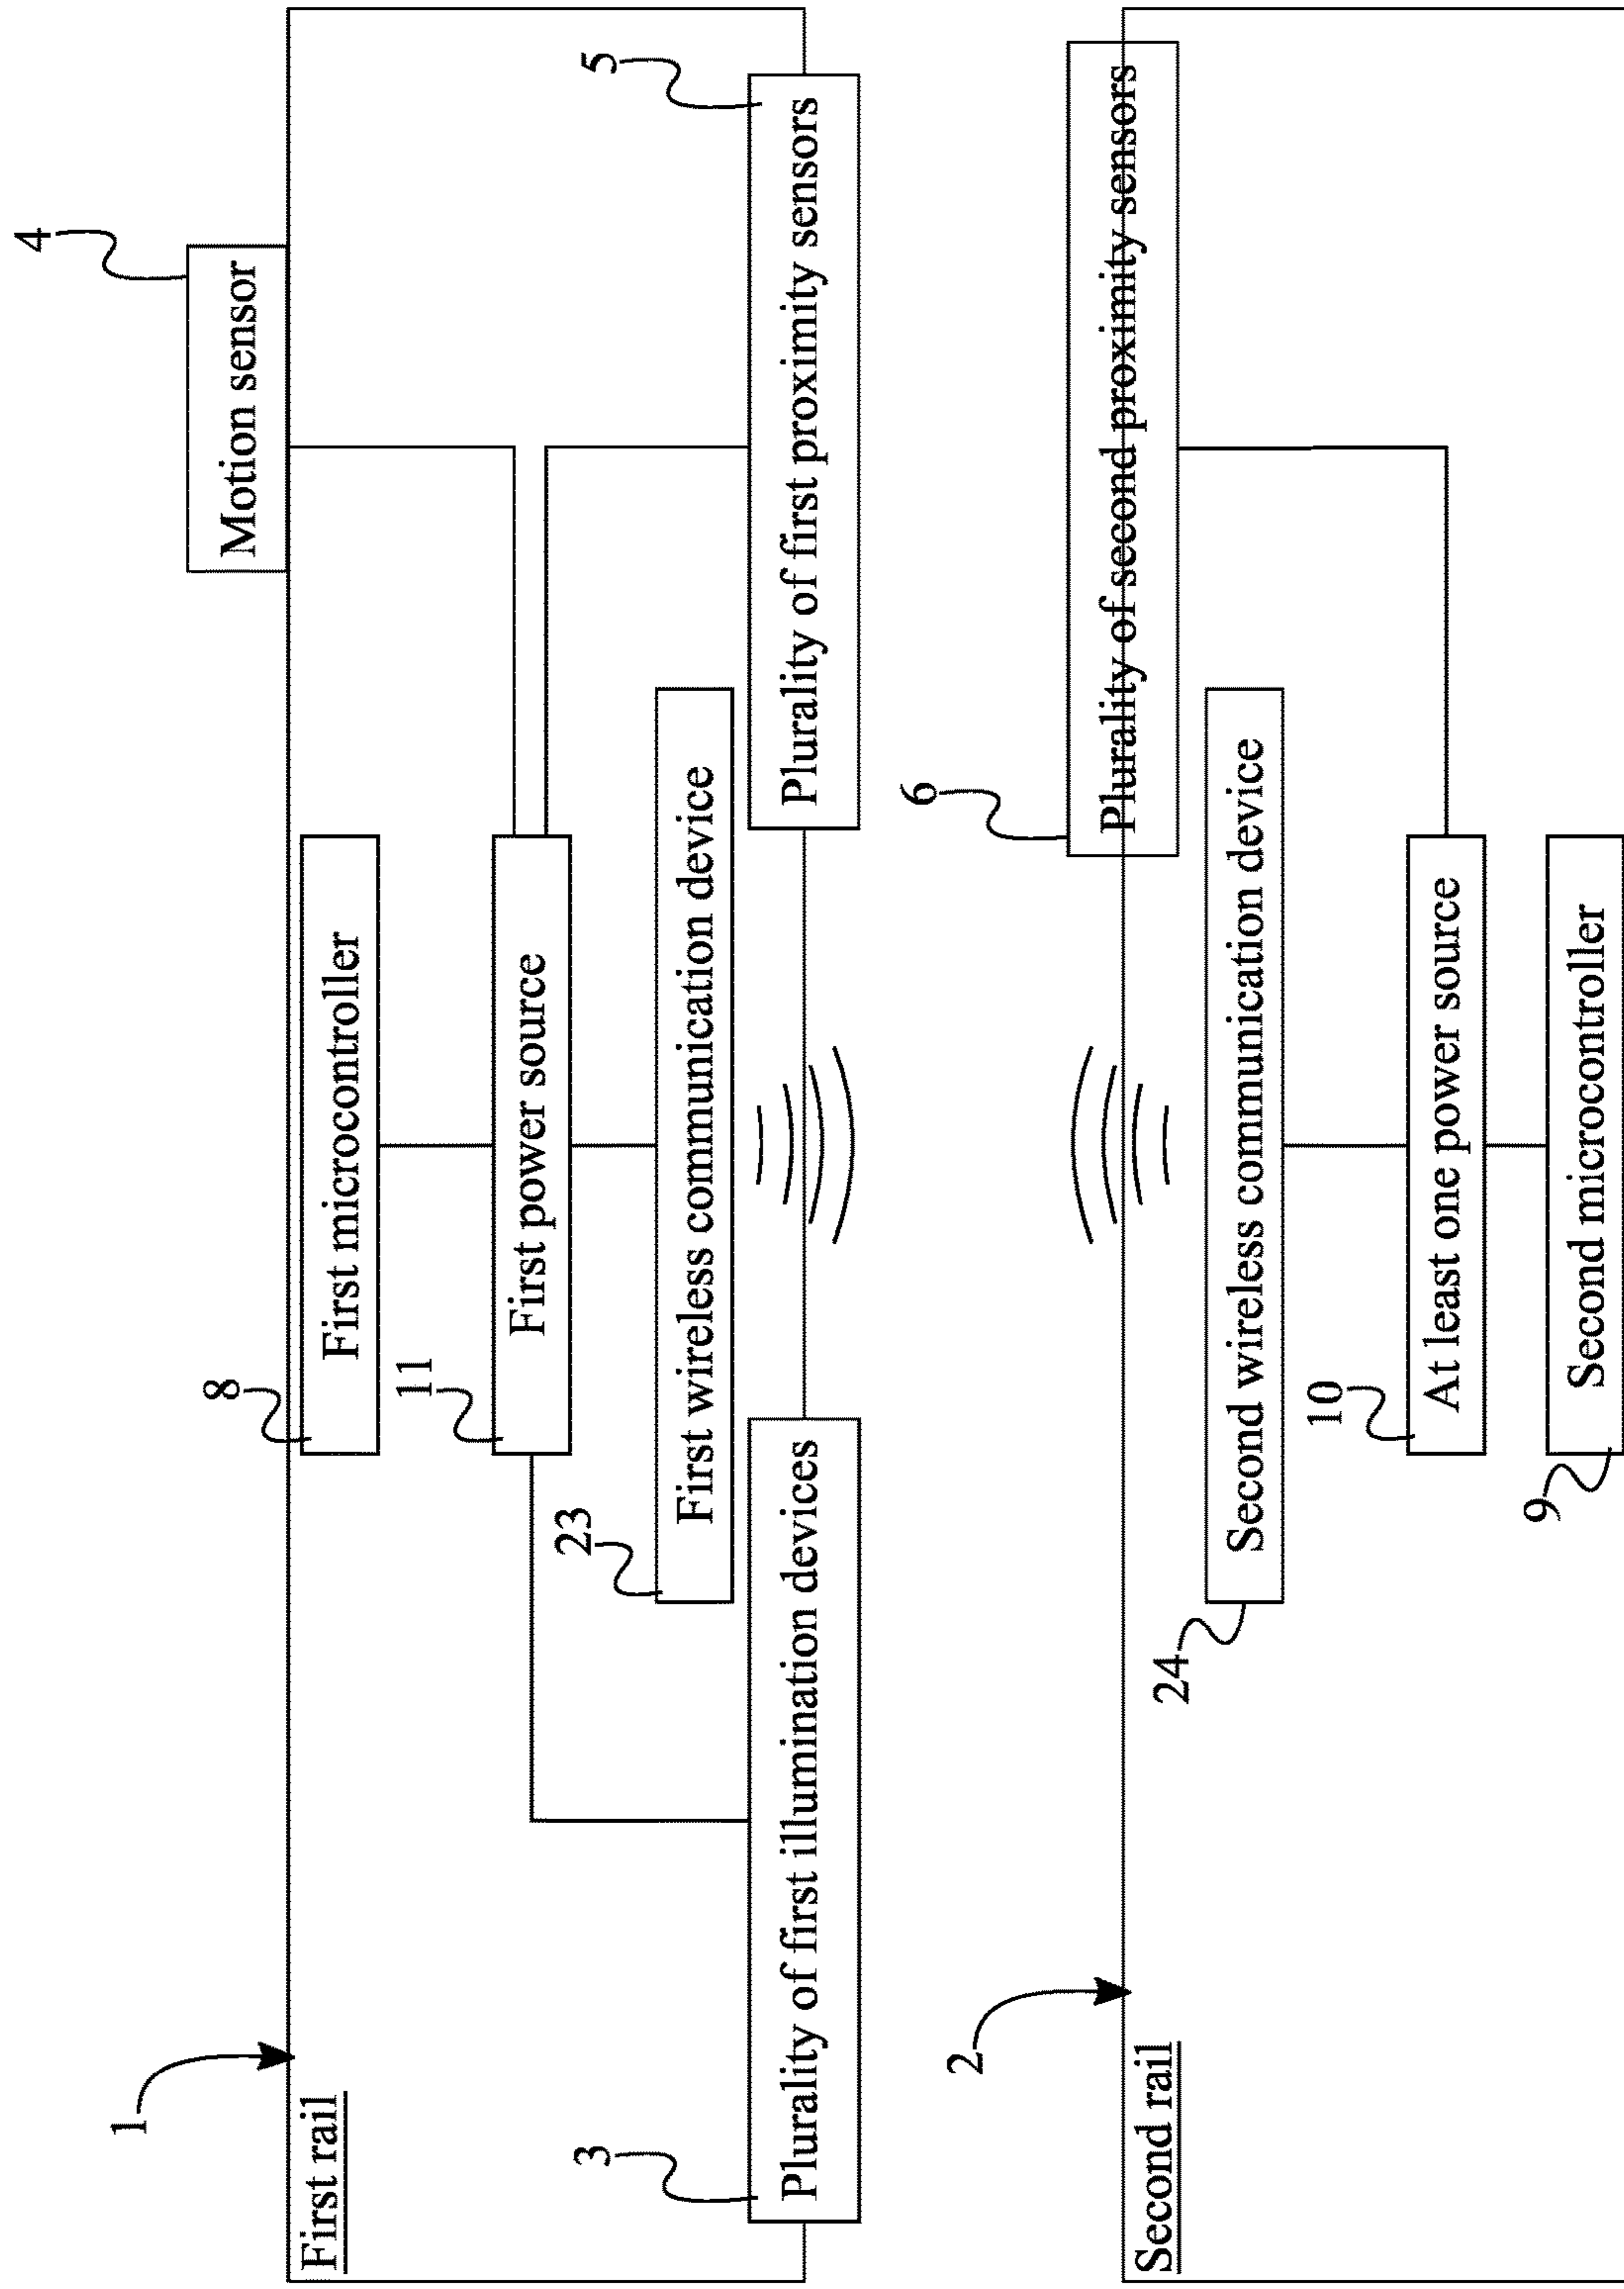 1
First rail
4
Motion sensor
8
First microcontroller
11
First power source
23
First wireless communication device
3
Plurality of first illumination devices
5
Plurality of first proximity sensors
2
Second rail
6
Plurality of second proximity sensors
24
Second wireless communication device
10
At least one power source
9
Second microcontroller